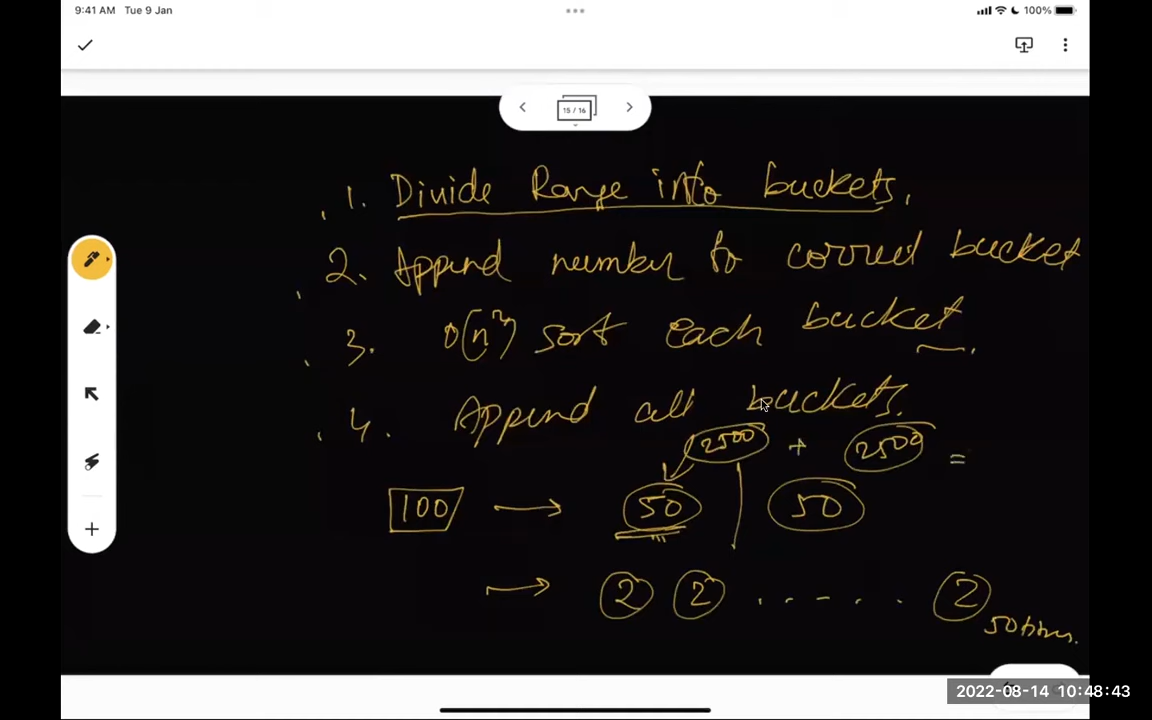 9:41 AM Tue 9 Jan
100%
15 / 16
1. Divide Range into buckets.
2. Append number to correct bucket
3. O(n²) sort each bucket
4. Append all buckets.
2500 + 2500 =
100 → 50 | 50
→ 2 2 . . - . . 2 50 times.
2022-08-14 10:48:43